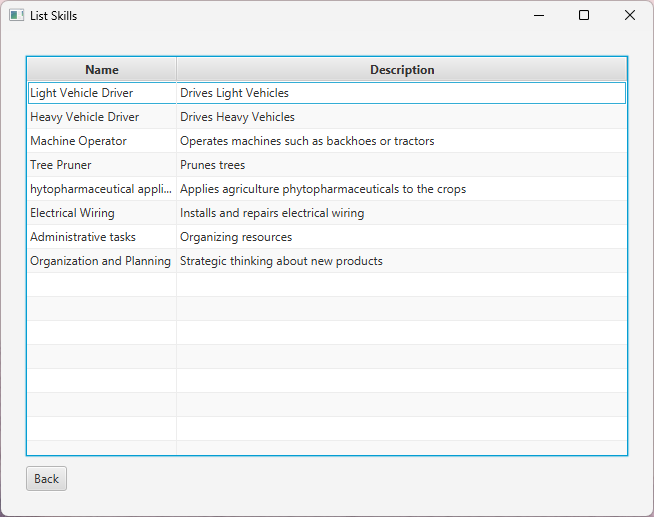 List Skills
Name Description
Light Vehicle Driver Drives Light Vehicles
Heavy Vehicle Driver Drives Heavy Vehicles
Machine Operator Operates machines such as backhoes or tractors
Tree Pruner Prunes trees
hytopharmaceutical appli... Applies agriculture phytopharmaceuticals to the crops
Electrical Wiring Installs and repairs electrical wiring
Administrative tasks Organizing resources
Organization and Planning Strategic thinking about new products
Back